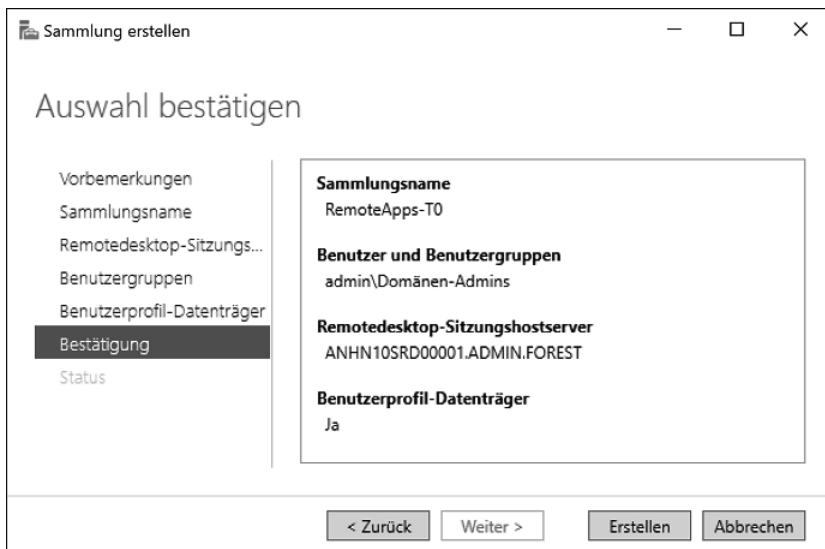 Sammlung erstellen
Auswahl bestätigen
Vorbemerkungen
Sammlungsname
Remotedesktop-Sitzungs...
Benutzergruppen
Benutzerprofil-Datenträger
Bestätigung
Status
Sammlungsname
RemoteApps-T0
Benutzer und Benutzergruppen
admin\Domänen-Admins
Remotedesktop-Sitzungshostserver
ANHN10SRD00001.ADMIN.FOREST
Benutzerprofil-Datenträger
Ja
< Zurück Weiter > Erstellen Abbrechen